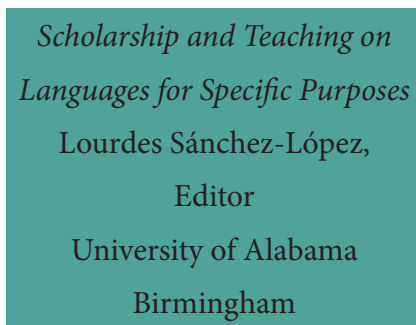 Scholarship and Teaching on
Languages for Specific Purposes
Lourdes Sánchez-López,
Editor
University of Alabama
Birmingham